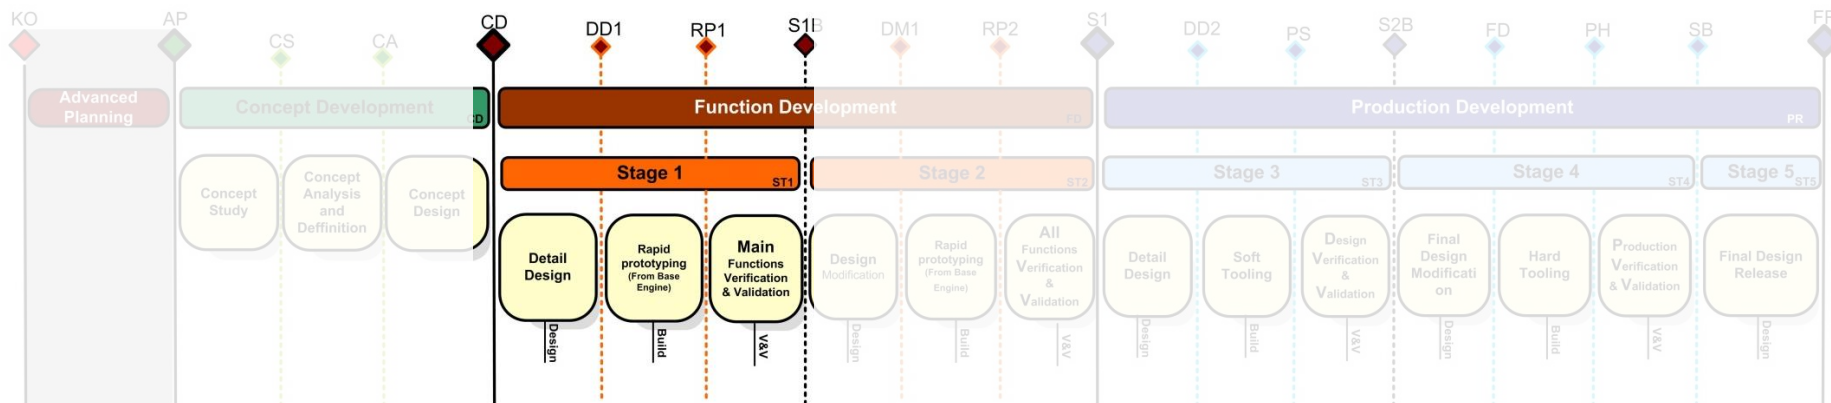 KO
AP
CS
CA
CD
DD1
RP1
S1B
DM1
RP2
S1
DD2
PS
S2B
FD
PH
SB
Advanced
Planning
Concept Development
CD
Function Development
FD
Production Development
PR
Stage 1
ST1
Stage 2
ST2
Stage 3
ST3
Stage 4
ST4
Stage 5
ST5
Concept
Study
Concept
Analysis
and
Deffinition
Concept
Design
Detail
Design
Rapid
prototyping
(From Base
Engine)
Main
Functions
Verification
& Validation
Design
Modification
Rapid
prototyping
(From Base
Engine)
All
Functions
Verification
&
Validation
Detail
Design
Soft
Tooling
Design
Verification
&
Validation
Final
Design
Modificati
on
Hard
Tooling
Production
Verification
& Validation
Final Design
Release
Design
Build
V&V
Design
Build
V&V
Design
Build
V&V
Design
Build
V&V
Design